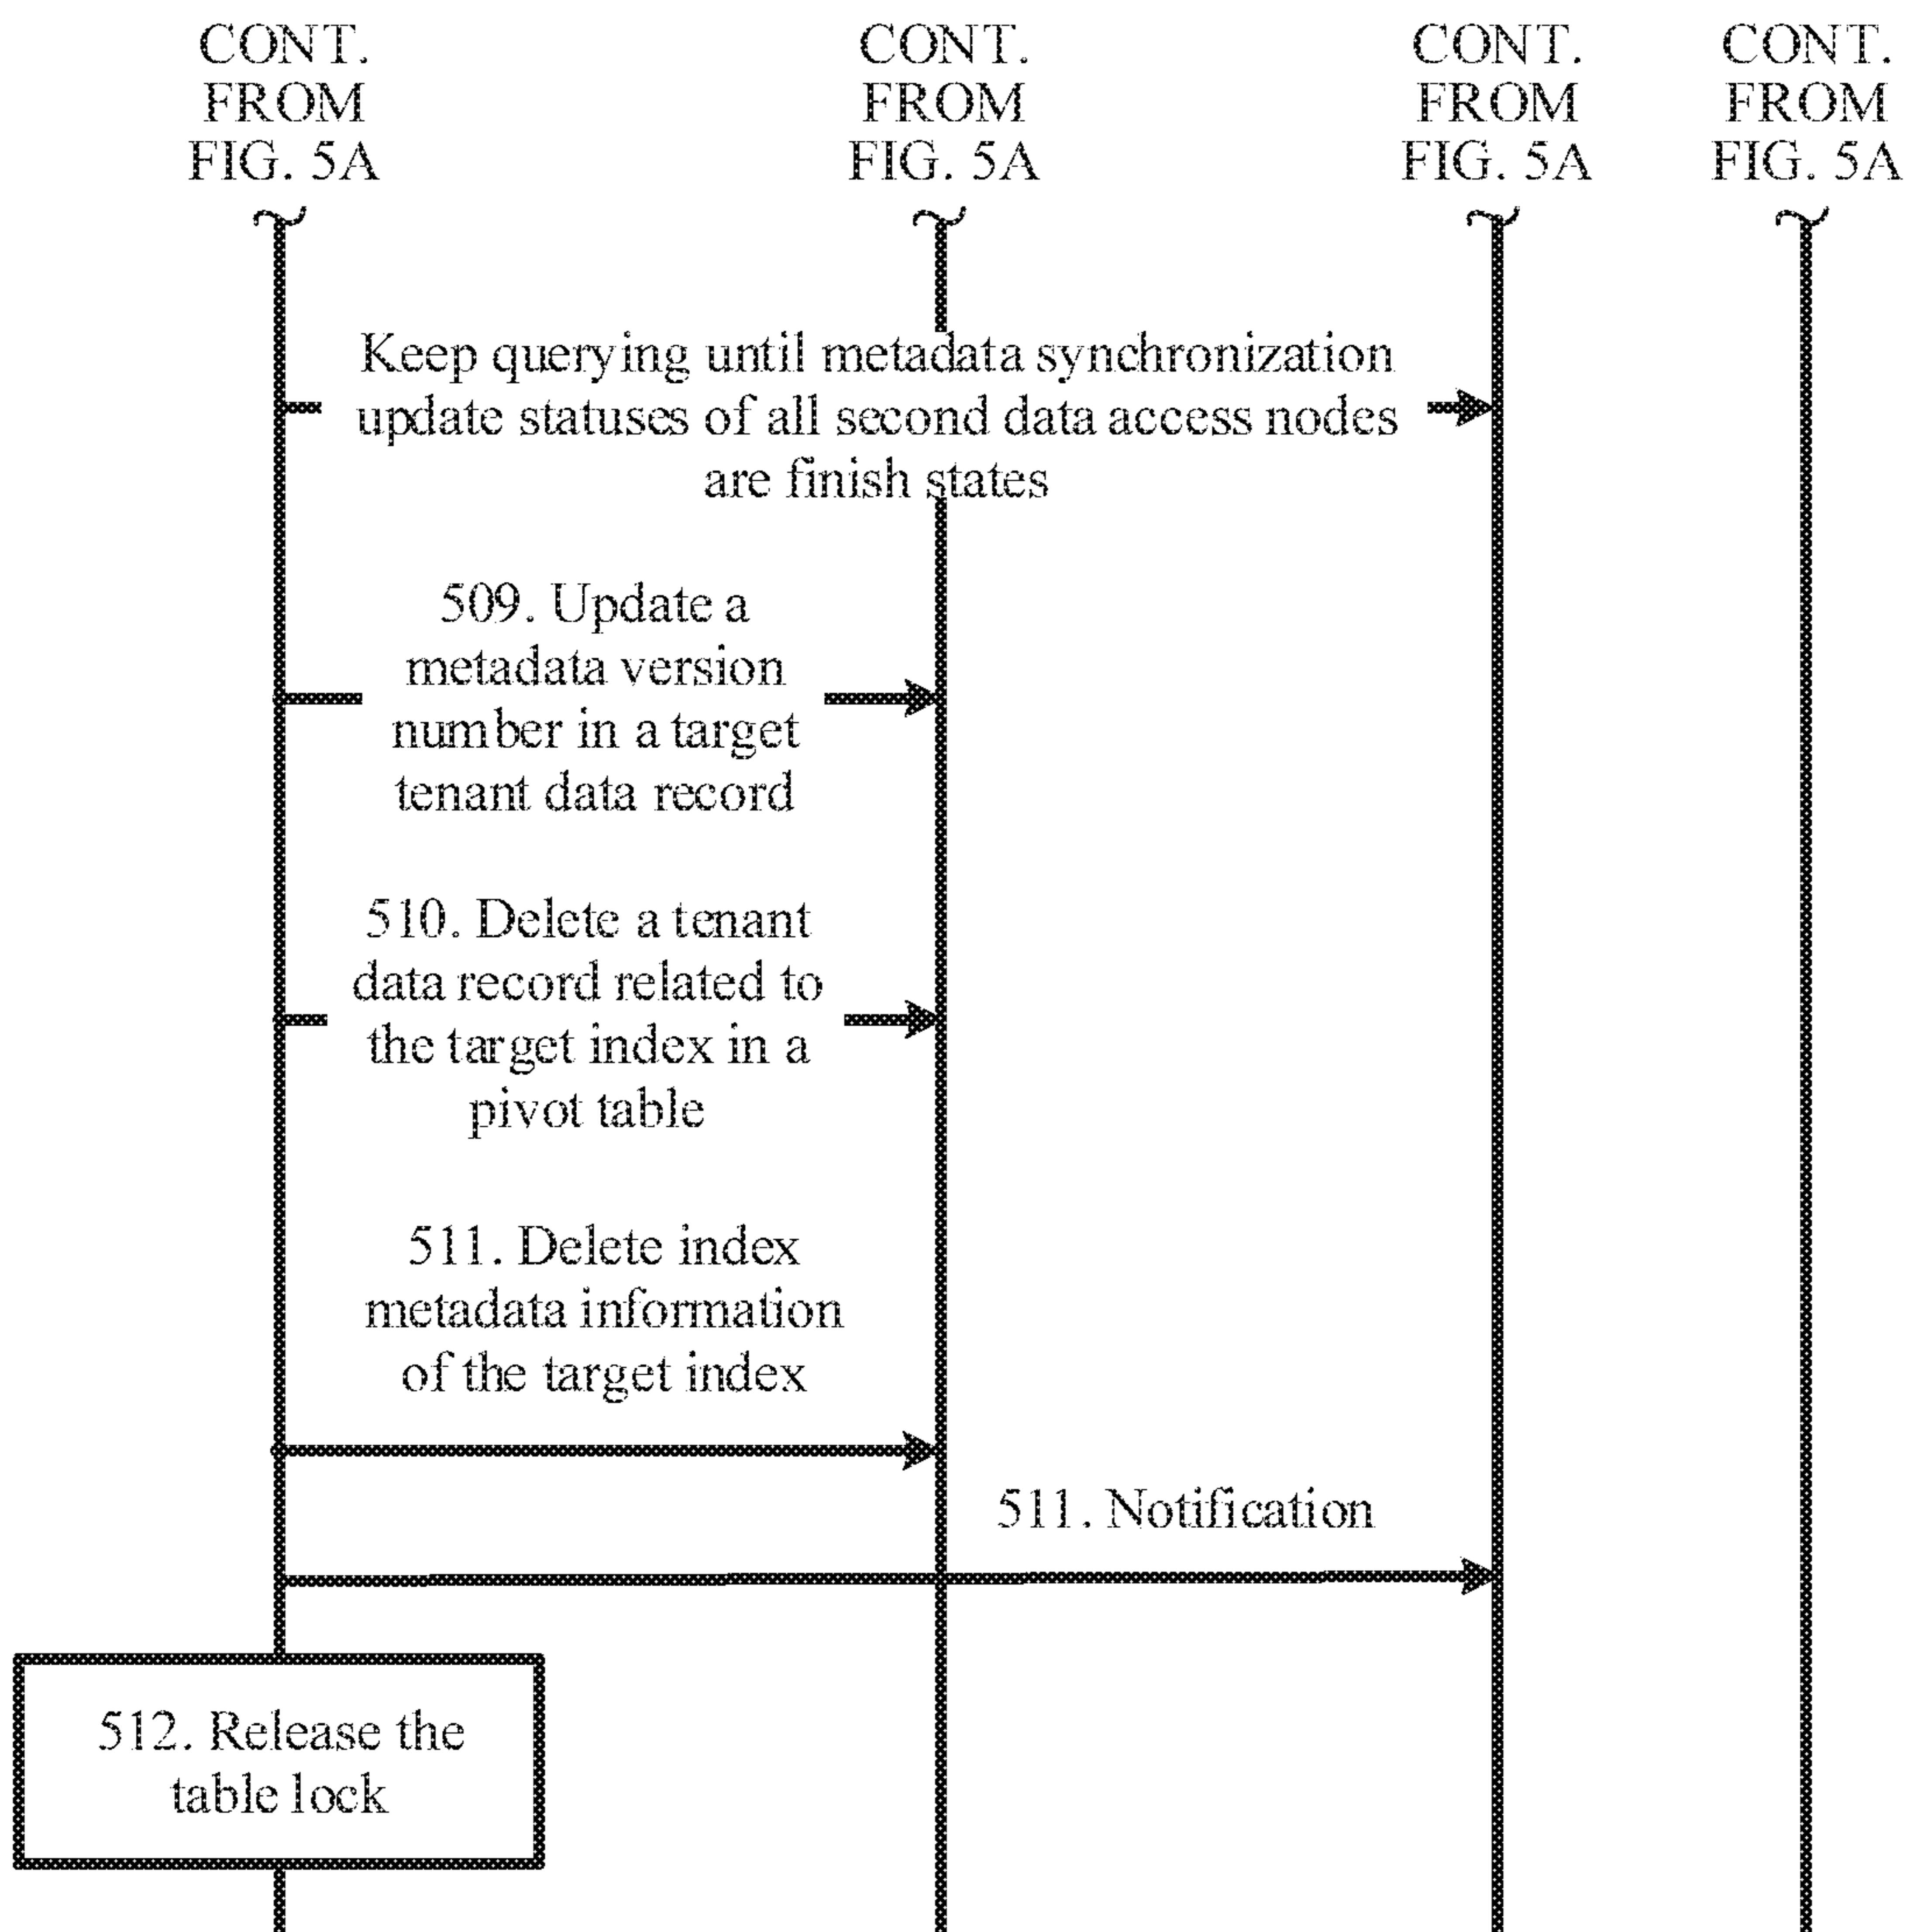 CONT.
FROM
FIG. 5A
CONT.
FROM
FIG. 5A
CONT.
FROM
FIG. 5A
CONT.
FROM
FIG. 5A
Keep querying until metadata synchronization
update statuses of all second data access nodes
are finish states
509. Update a
metadata version
number in a target
tenant data record
510. Delete a tenant
data record related to
the target index in a
pivot table
511. Delete index
metadata information
of the target index
511. Notification
512. Release the
table lock